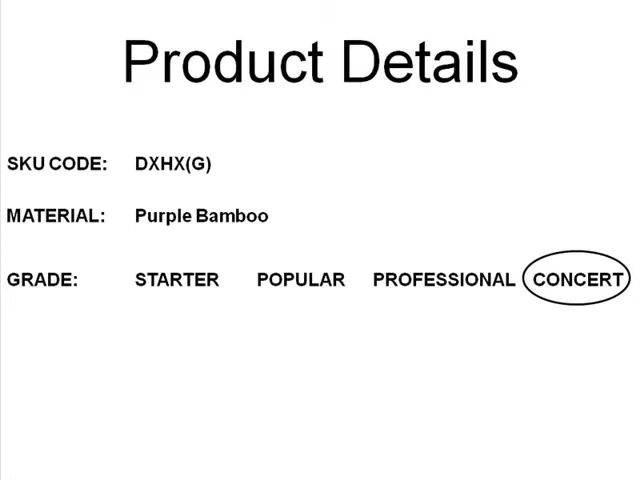 Product Details
SKU CODE: DXHX(G)
MATERIAL: Purple Bamboo
GRADE: STARTER POPULAR PROFESSIONAL CONCERT